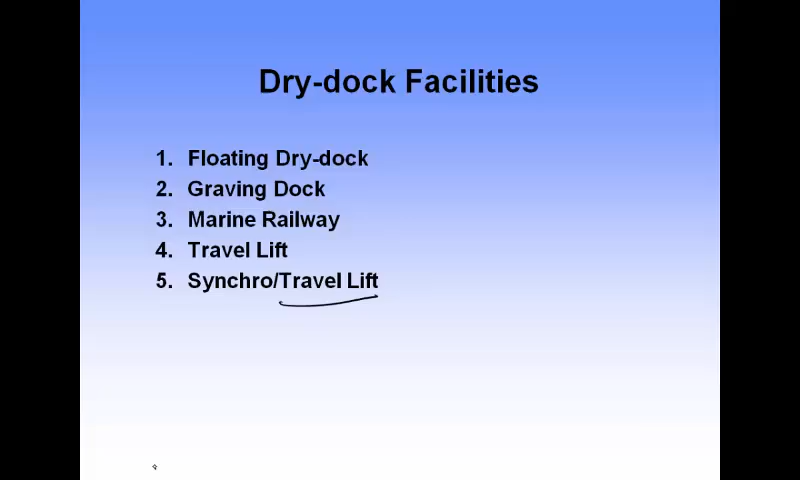 Dry-dock Facilities
1. Floating Dry-dock
2. Graving Dock
3. Marine Railway
4. Travel Lift
5. Synchro/Travel Lift